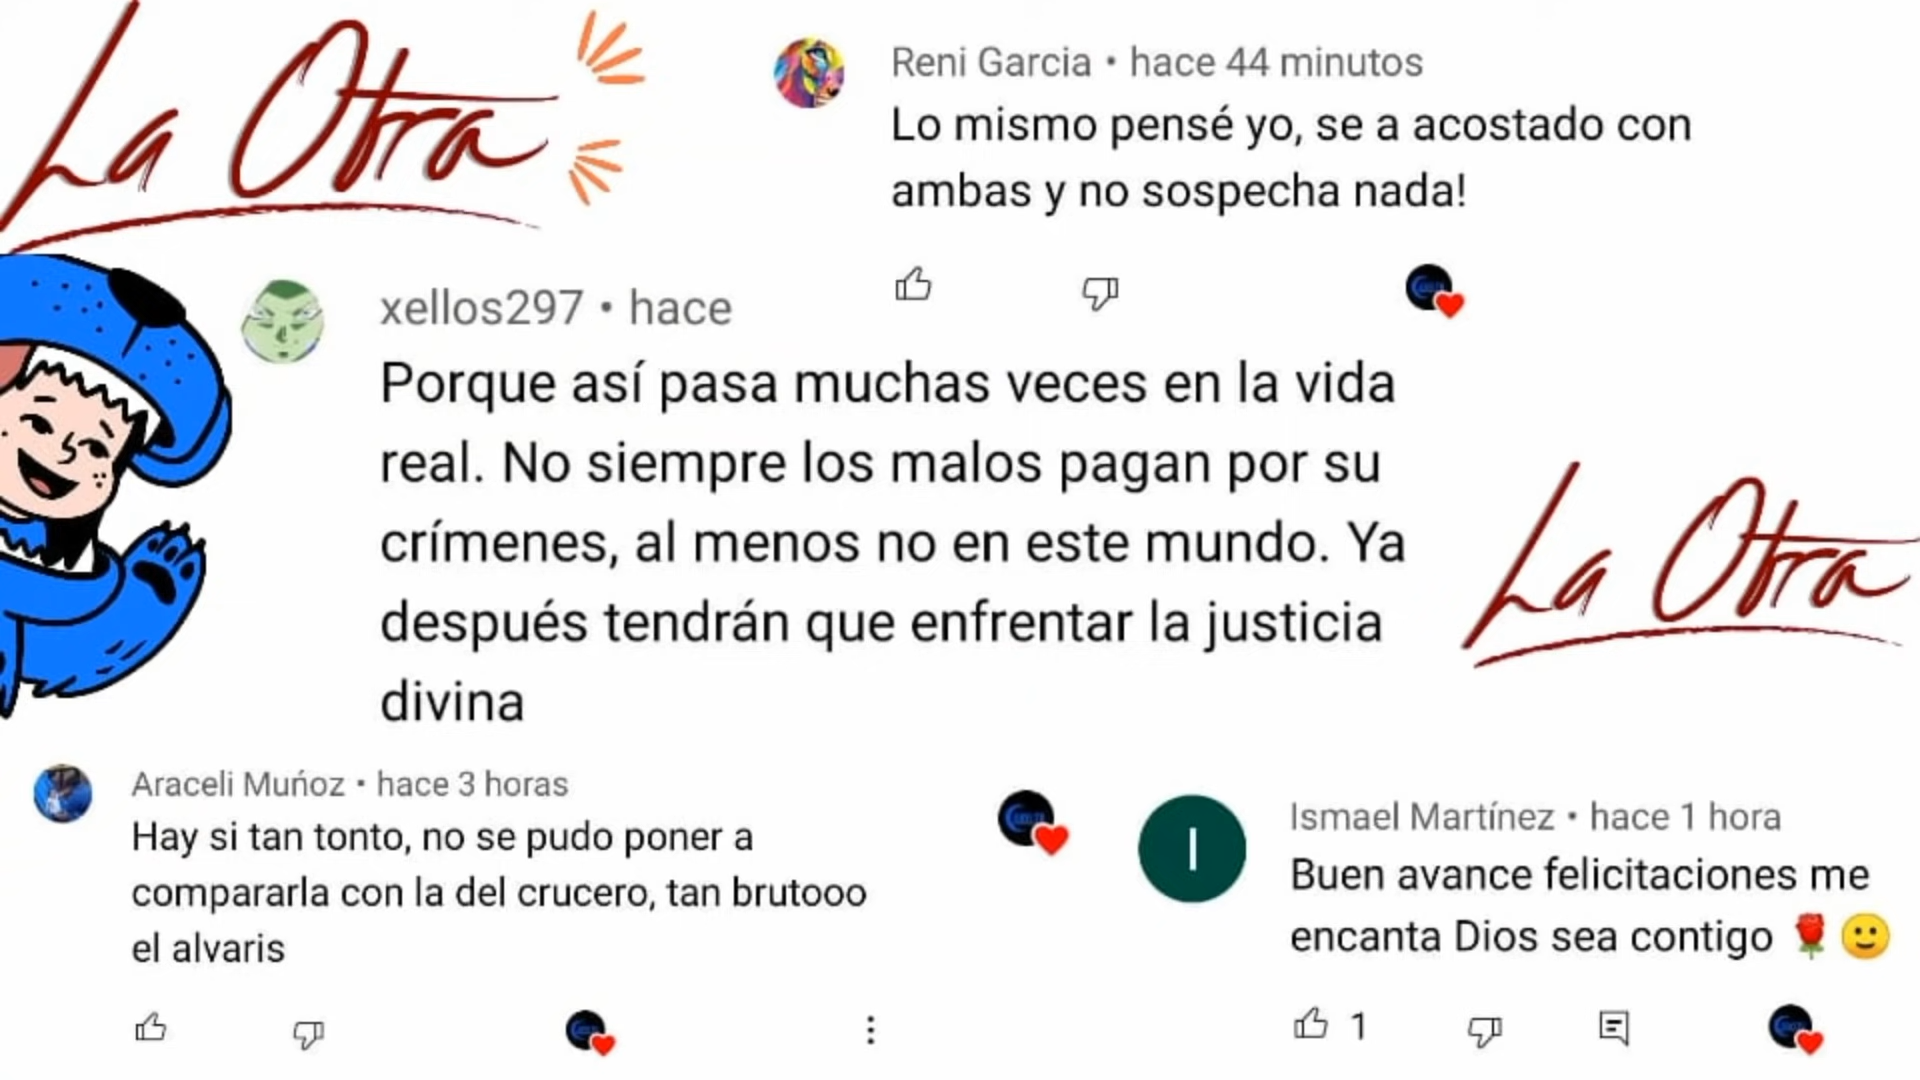 La Otra
Reni Garcia • hace 44 minutos
Lo mismo pensé yo, se a acostado con
ambas y no sospecha nada!
xellos297 • hace
Porque así pasa muchas veces en la vida
real. No siempre los malos pagan por su
crímenes, al menos no en este mundo. Ya
después tendrán que enfrentar la justicia
divina
La Otra
Araceli Muńoz • hace 3 horas
Hay si tan tonto, no se pudo poner a
compararla con la del crucero, tan brutooo
el alvaris
I
Ismael Martínez • hace 1 hora
Buen avance felicitaciones me
encanta Dios sea contigo 🌹🙂
1